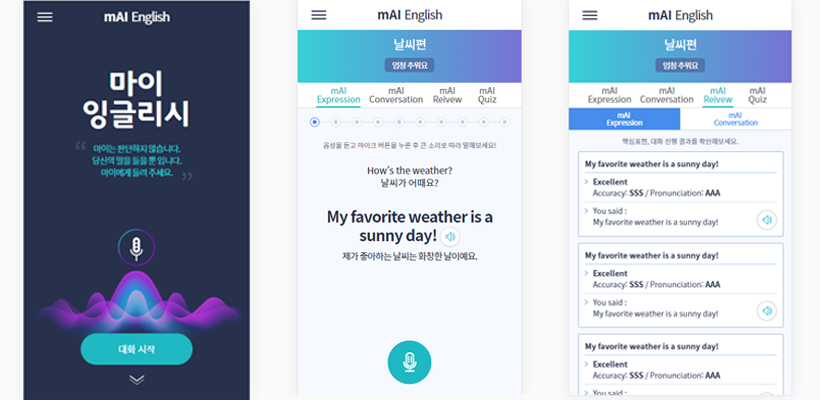 mAI English
마이
잉글리시
“ 마이는 판단하지 않습니다.
당신의 말을 들을 뿐입니다.
마이에게 들려 주세요. ”
대화 시작
mAI English
날씨편
엄청 추워요
mAI Expression
mAI Conversation
mAI Reivew
mAI Quiz
음성을 듣고 마이크 버튼을 누른 후 큰 소리로 따라 말해보세요!
How's the weather?
날씨가 어때요?
My favorite weather is a
sunny day!
제가 좋아하는 날씨는 화창한 날이에요.
mAI English
날씨편
엄청 추워요
mAI Expression
mAI Conversation
mAI Reivew
mAI Quiz
mAI Expression
mAI Conversation
핵심표현, 대화 진행 결과를 확인해보세요.
My favorite weather is a sunny day!
Excellent
Accuracy: SSS / Pronunciation: AAA
You said :
My favorite weather is a sunny day!
My favorite weather is a sunny day!
Excellent
Accuracy: SSS / Pronunciation: AAA
You said :
My favorite weather is a sunny day!
My favorite weather is a sunny day!
Excellent
Accuracy: SSS / Pronunciation: AAA
You said :